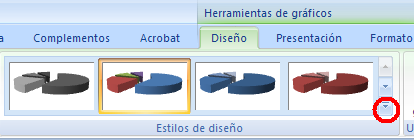 Herramientas de gráficos
Complementos Acrobat Diseño Presentación Formato
Estilos de diseño